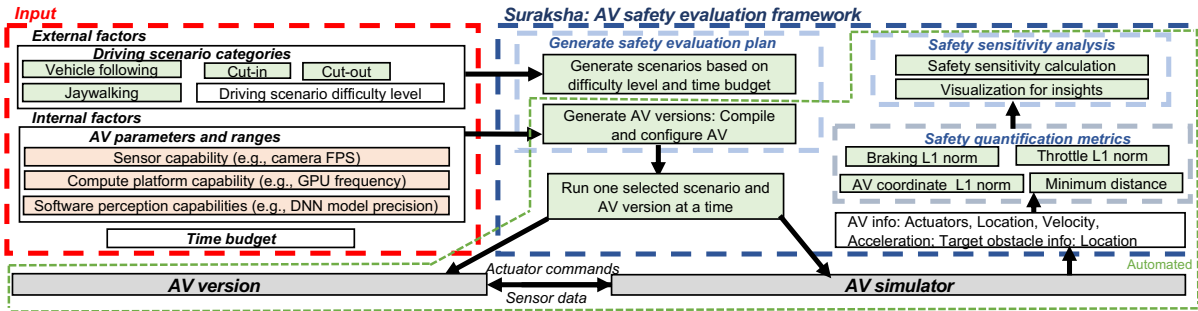 Input
External factors
Driving scenario categories
Vehicle following
Cut-in
Cut-out
Jaywalking
Driving scenario difficulty level
Internal factors
AV parameters and ranges
Sensor capability (e.g., camera FPS)
Compute platform capability (e.g., GPU frequency)
Software perception capabilities (e.g., DNN model precision)
Time budget
Suraksha: AV safety evaluation framework
Generate safety evaluation plan
Generate scenarios based on
difficulty level and time budget
Generate AV versions: Compile
and configure AV
Run one selected scenario and
AV version at a time
Safety sensitivity analysis
Safety sensitivity calculation
Visualization for insights
Safety quantification metrics
Braking L1 norm
Throttle L1 norm
AV coordinate L1 norm
Minimum distance
AV info: Actuators, Location, Velocity,
Acceleration; Target obstacle info: Location
Automated
AV version
Actuator commands
Sensor data
AV simulator